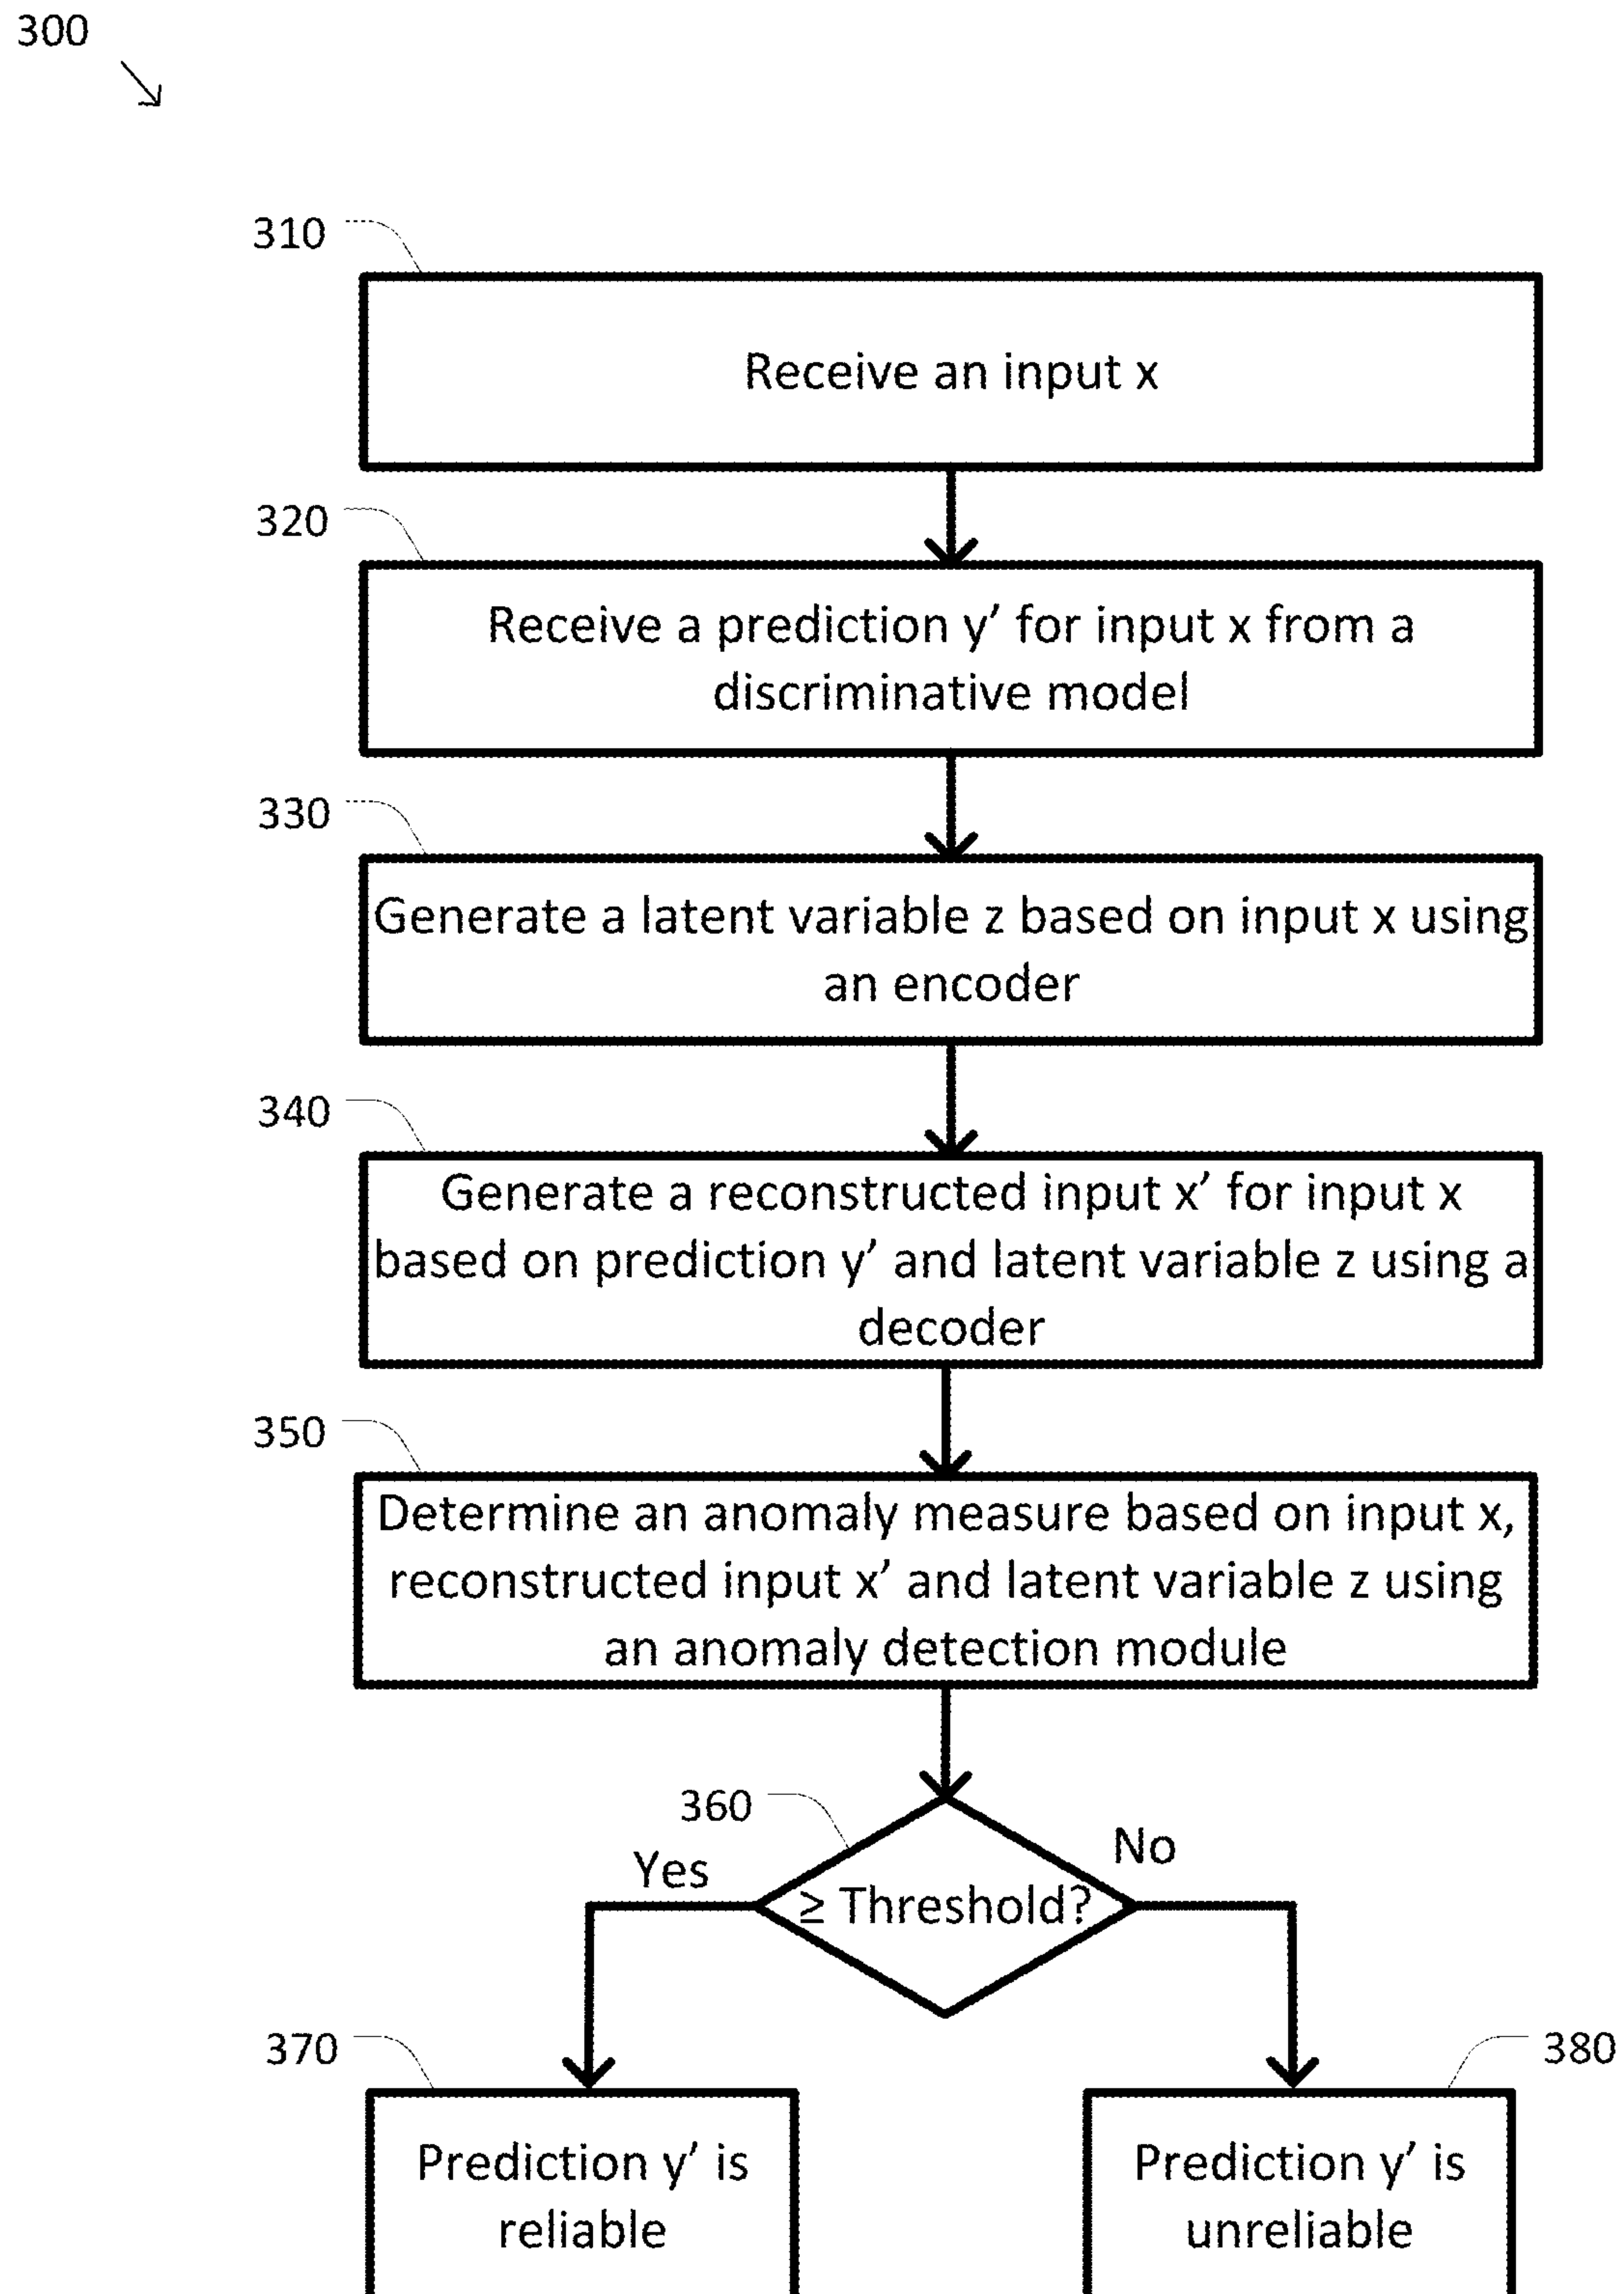 300
310
Receive an input x
320
Receive a prediction y’ for input x from a
discriminative model
330
Generate a latent variable z based on input x using
an encoder
340
Generate a reconstructed input x’ for input x
based on prediction y’ and latent variable z using a
decoder
350
Determine an anomaly measure based on input x,
reconstructed input x’ and latent variable z using
an anomaly detection module
360
Yes
No
≥ Threshold?
370
380
Prediction y’ is
reliable
Prediction y’ is
unreliable